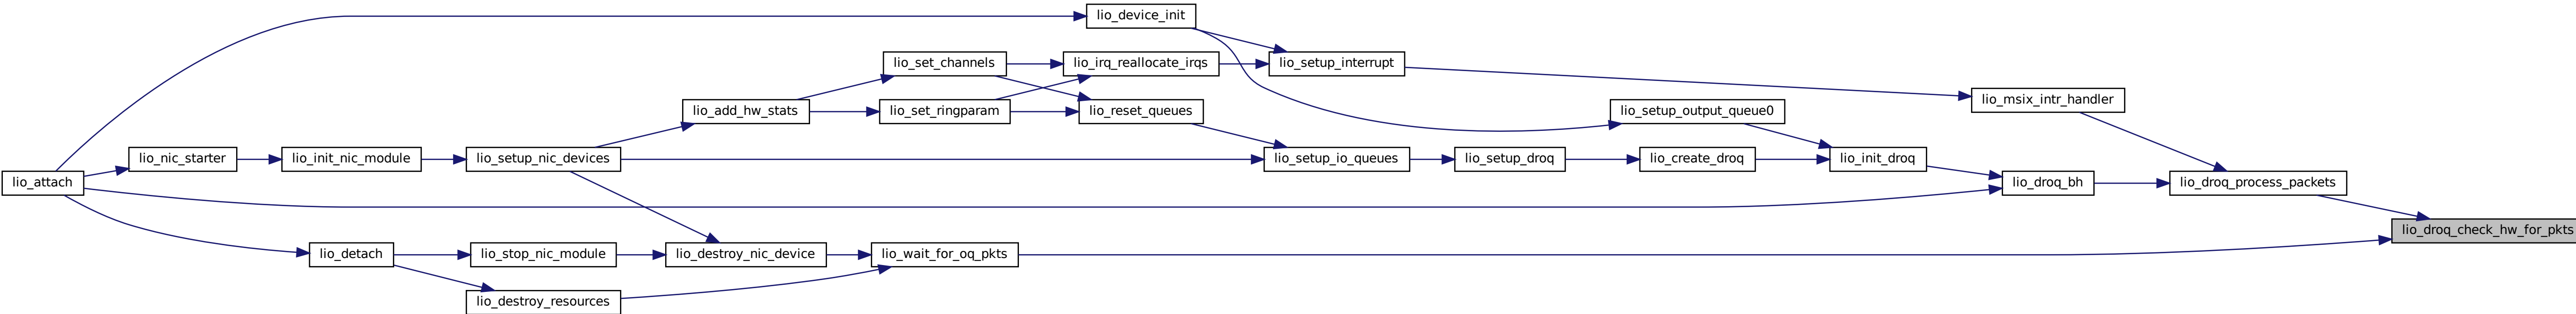 lio_device_init
lio_set_channels
lio_irq_reallocate_irqs
lio_setup_interrupt
lio_msix_intr_handler
lio_add_hw_stats
lio_set_ringparam
lio_reset_queues
lio_setup_output_queue0
lio_nic_starter
lio_init_nic_module
lio_setup_nic_devices
lio_setup_io_queues
lio_setup_droq
lio_create_droq
lio_init_droq
lio_attach
lio_droq_bh
lio_droq_process_packets
lio_droq_check_hw_for_pkts
lio_detach
lio_stop_nic_module
lio_destroy_nic_device
lio_wait_for_oq_pkts
lio_destroy_resources